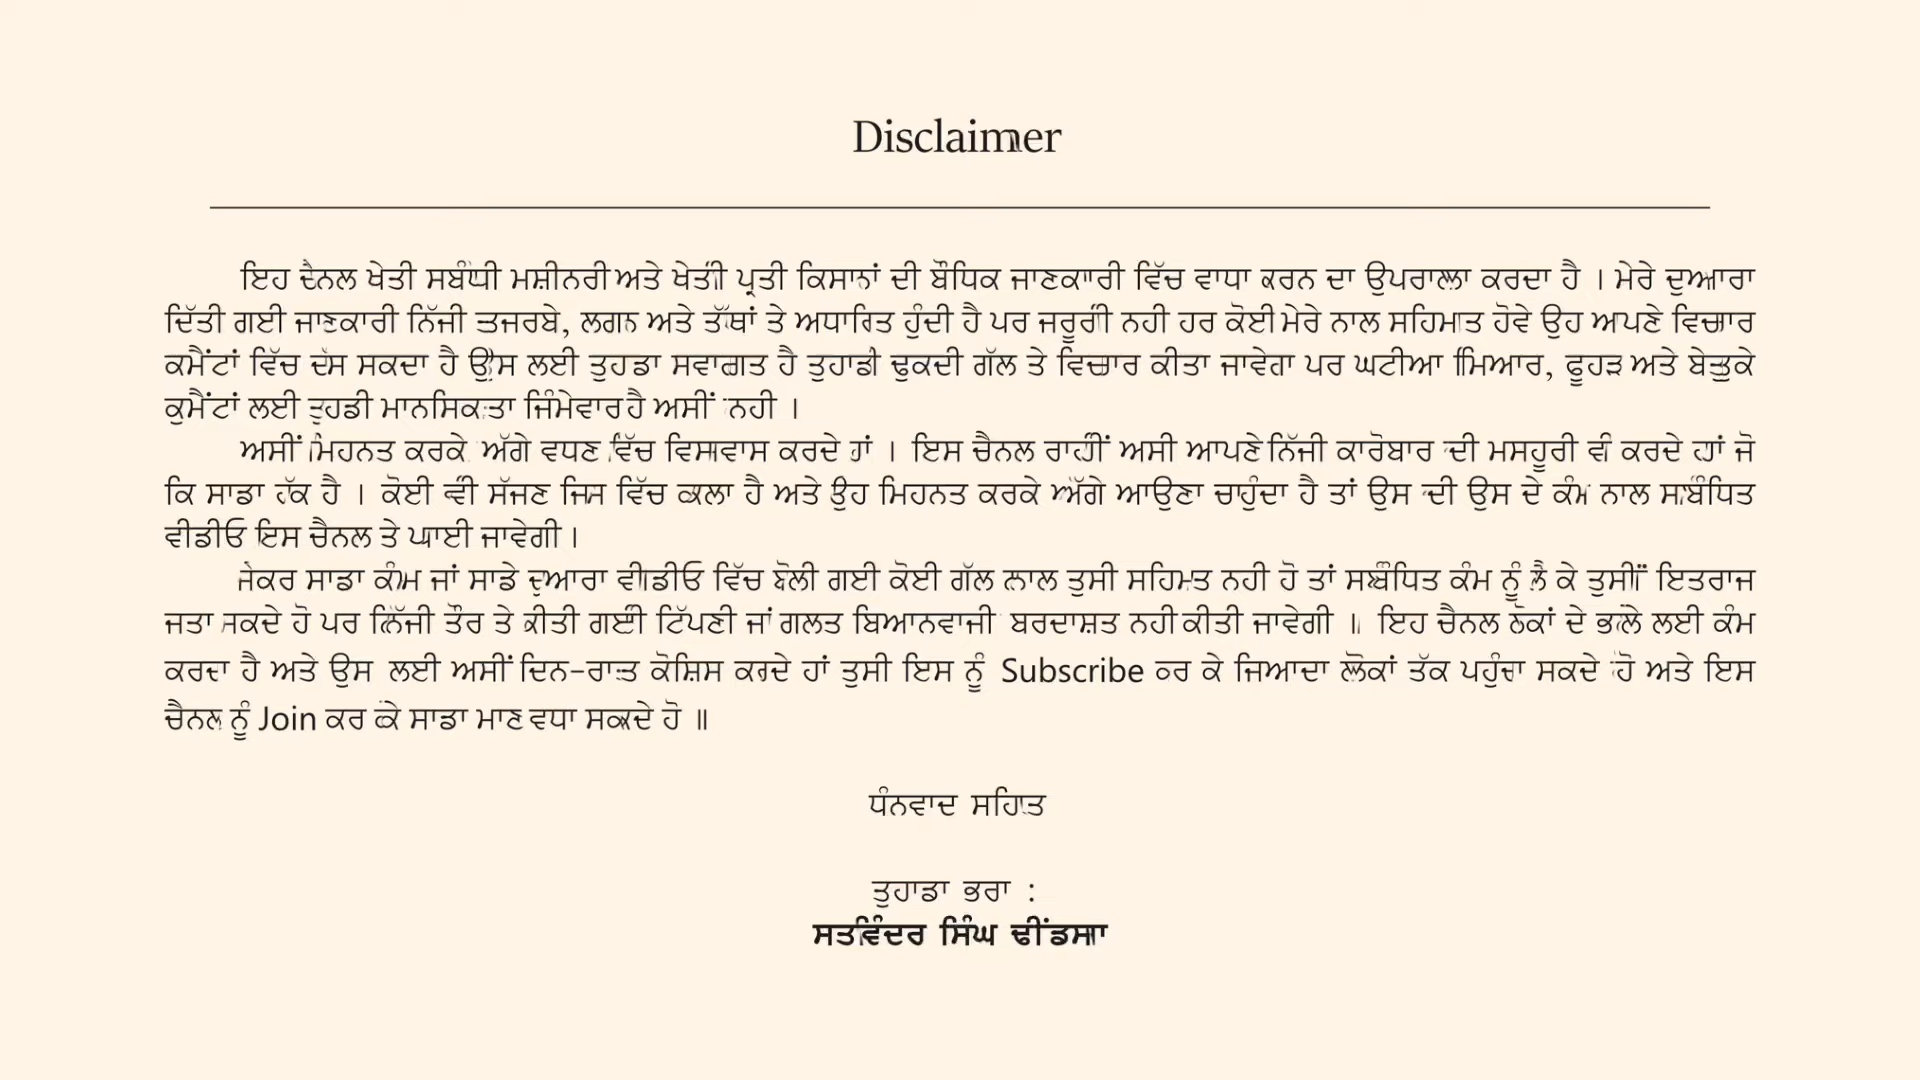 Disclaimer
ਇਹ ਚੈਨਲ ਖੇਤੀ ਸਬੰਧੀ ਮਸ਼ੀਨਰੀ ਅਤੇ ਖੇਤੀ ਪ੍ਰਤੀ ਕਿਸਾਨਾਂ ਦੀ ਬੌਧਿਕ ਜਾਣਕਾਰੀ ਵਿੱਚ ਵਾਧਾ ਕਰਨ ਦਾ ਉਪਰਾਲਾ ਕਰਦਾ ਹੈ । ਮੇਰੇ ਦੁਆਰਾ
ਦਿੱਤੀ ਗਈ ਜਾਣਕਾਰੀ ਨਿੱਜੀ ਤਜਰਬੇ, ਲਗਨ ਅਤੇ ਤੱਥਾਂ ਤੇ ਅਧਾਰਿਤ ਹੁੰਦੀ ਹੈ ਪਰ ਜਰੂਰੀ ਨਹੀ ਹਰ ਕੋਈ ਮੇਰੇ ਨਾਲ ਸਹਿਮਤ ਹੋਵੇ ਉਹ ਆਪਣੇ ਵਿਚਾਰ
ਕਮੈਂਟਾਂ ਵਿੱਚ ਦੱਸ ਸਕਦਾ ਹੈ ਉਸ ਲਈ ਤੁਹਡਾ ਸਵਾਗਤ ਹੈ ਤੁਹਾਡੀ ਢੁਕਦੀ ਗੱਲ ਤੇ ਵਿਚਾਰ ਕੀਤਾ ਜਾਵੇਗਾ ਪਰ ਘਟੀਆ ਮਿਆਰ, ਫੂਹੜ ਅਤੇ ਬੇਤੁਕੇ
ਕੁਮੈਂਟਾਂ ਲਈ ਤੁਹਡੀ ਮਾਨਸਿਕਤਾ ਜਿੰਮੇਵਾਰ ਹੈ ਅਸੀਂ ਨਹੀ ।
ਅਸੀਂ ਮਿਹਨਤ ਕਰਕੇ ਅੱਗੇ ਵਧਣ ਵਿੱਚ ਵਿਸਵਾਸ ਕਰਦੇ ਹਾਂ । ਇਸ ਚੈਨਲ ਰਾਹੀਂ ਅਸੀ ਆਪਣੇ ਨਿੱਜੀ ਕਾਰੋਬਾਰ ਦੀ ਮਸਹੂਰੀ ਵੀ ਕਰਦੇ ਹਾਂ ਜੋ
ਕਿ ਸਾਡਾ ਹੱਕ ਹੈ । ਕੋਈ ਵੀ ਸੱਜਣ ਜਿਸ ਵਿੱਚ ਕਲਾ ਹੈ ਅਤੇ ਉਹ ਮਿਹਨਤ ਕਰਕੇ ਅੱਗੇ ਆਉਣਾ ਚਾਹੁੰਦਾ ਹੈ ਤਾਂ ਉਸ ਦੀ ਉਸ ਦੇ ਕੰਮ ਨਾਲ ਸਬੰਧਿਤ
ਵੀਡੀਓ ਇਸ ਚੈਨਲ ਤੇ ਪਾਈ ਜਾਵੇਗੀ ।
ਜੇਕਰ ਸਾਡਾ ਕੰਮ ਜਾਂ ਸਾਡੇ ਦੁਆਰਾ ਵੀਡੀਓ ਵਿੱਚ ਬੋਲੀ ਗਈ ਕੋਈ ਗੱਲ ਨਾਲ ਤੁਸੀ ਸਹਿਮਤ ਨਹੀ ਹੋ ਤਾਂ ਸਬੰਧਿਤ ਕੰਮ ਨੂੰ ਲੈ ਕੇ ਤੁਸੀਂ ਇਤਰਾਜ
ਜਤਾ ਸਕਦੇ ਹੋ ਪਰ ਨਿੱਜੀ ਤੌਰ ਤੇ ਕੀਤੀ ਗਈ ਟਿੱਪਣੀ ਜਾਂ ਗਲਤ ਬਿਆਨਵਾਜੀ ਬਰਦਾਸ਼ਤ ਨਹੀ ਕੀਤੀ ਜਾਵੇਗੀ ॥ ਇਹ ਚੈਨਲ ਲੋਕਾਂ ਦੇ ਭਲੇ ਲਈ ਕੰਮ
ਕਰਦਾ ਹੈ ਅਤੇ ਉਸ ਲਈ ਅਸੀਂ ਦਿਨ-ਰਾਤ ਕੋਸ਼ਿਸ ਕਰਦੇ ਹਾਂ ਤੁਸੀ ਇਸ ਨੂੰ Subscribe ਕਰ ਕੇ ਜਿਆਦਾ ਲੋਕਾਂ ਤੱਕ ਪਹੁੰਚਾ ਸਕਦੇ ਹੋ ਅਤੇ ਇਸ
ਚੈਨਲ ਨੂੰ Join ਕਰ ਕੇ ਸਾਡਾ ਮਾਣ ਵਧਾ ਸਕਦੇ ਹੋ ॥
ਧੰਨਵਾਦ ਸਹਿਤ
ਤੁਹਾਡਾ ਭਰਾ :
ਸਤਵਿੰਦਰ ਸਿੰਘ ਢੀਂਡਸਾ